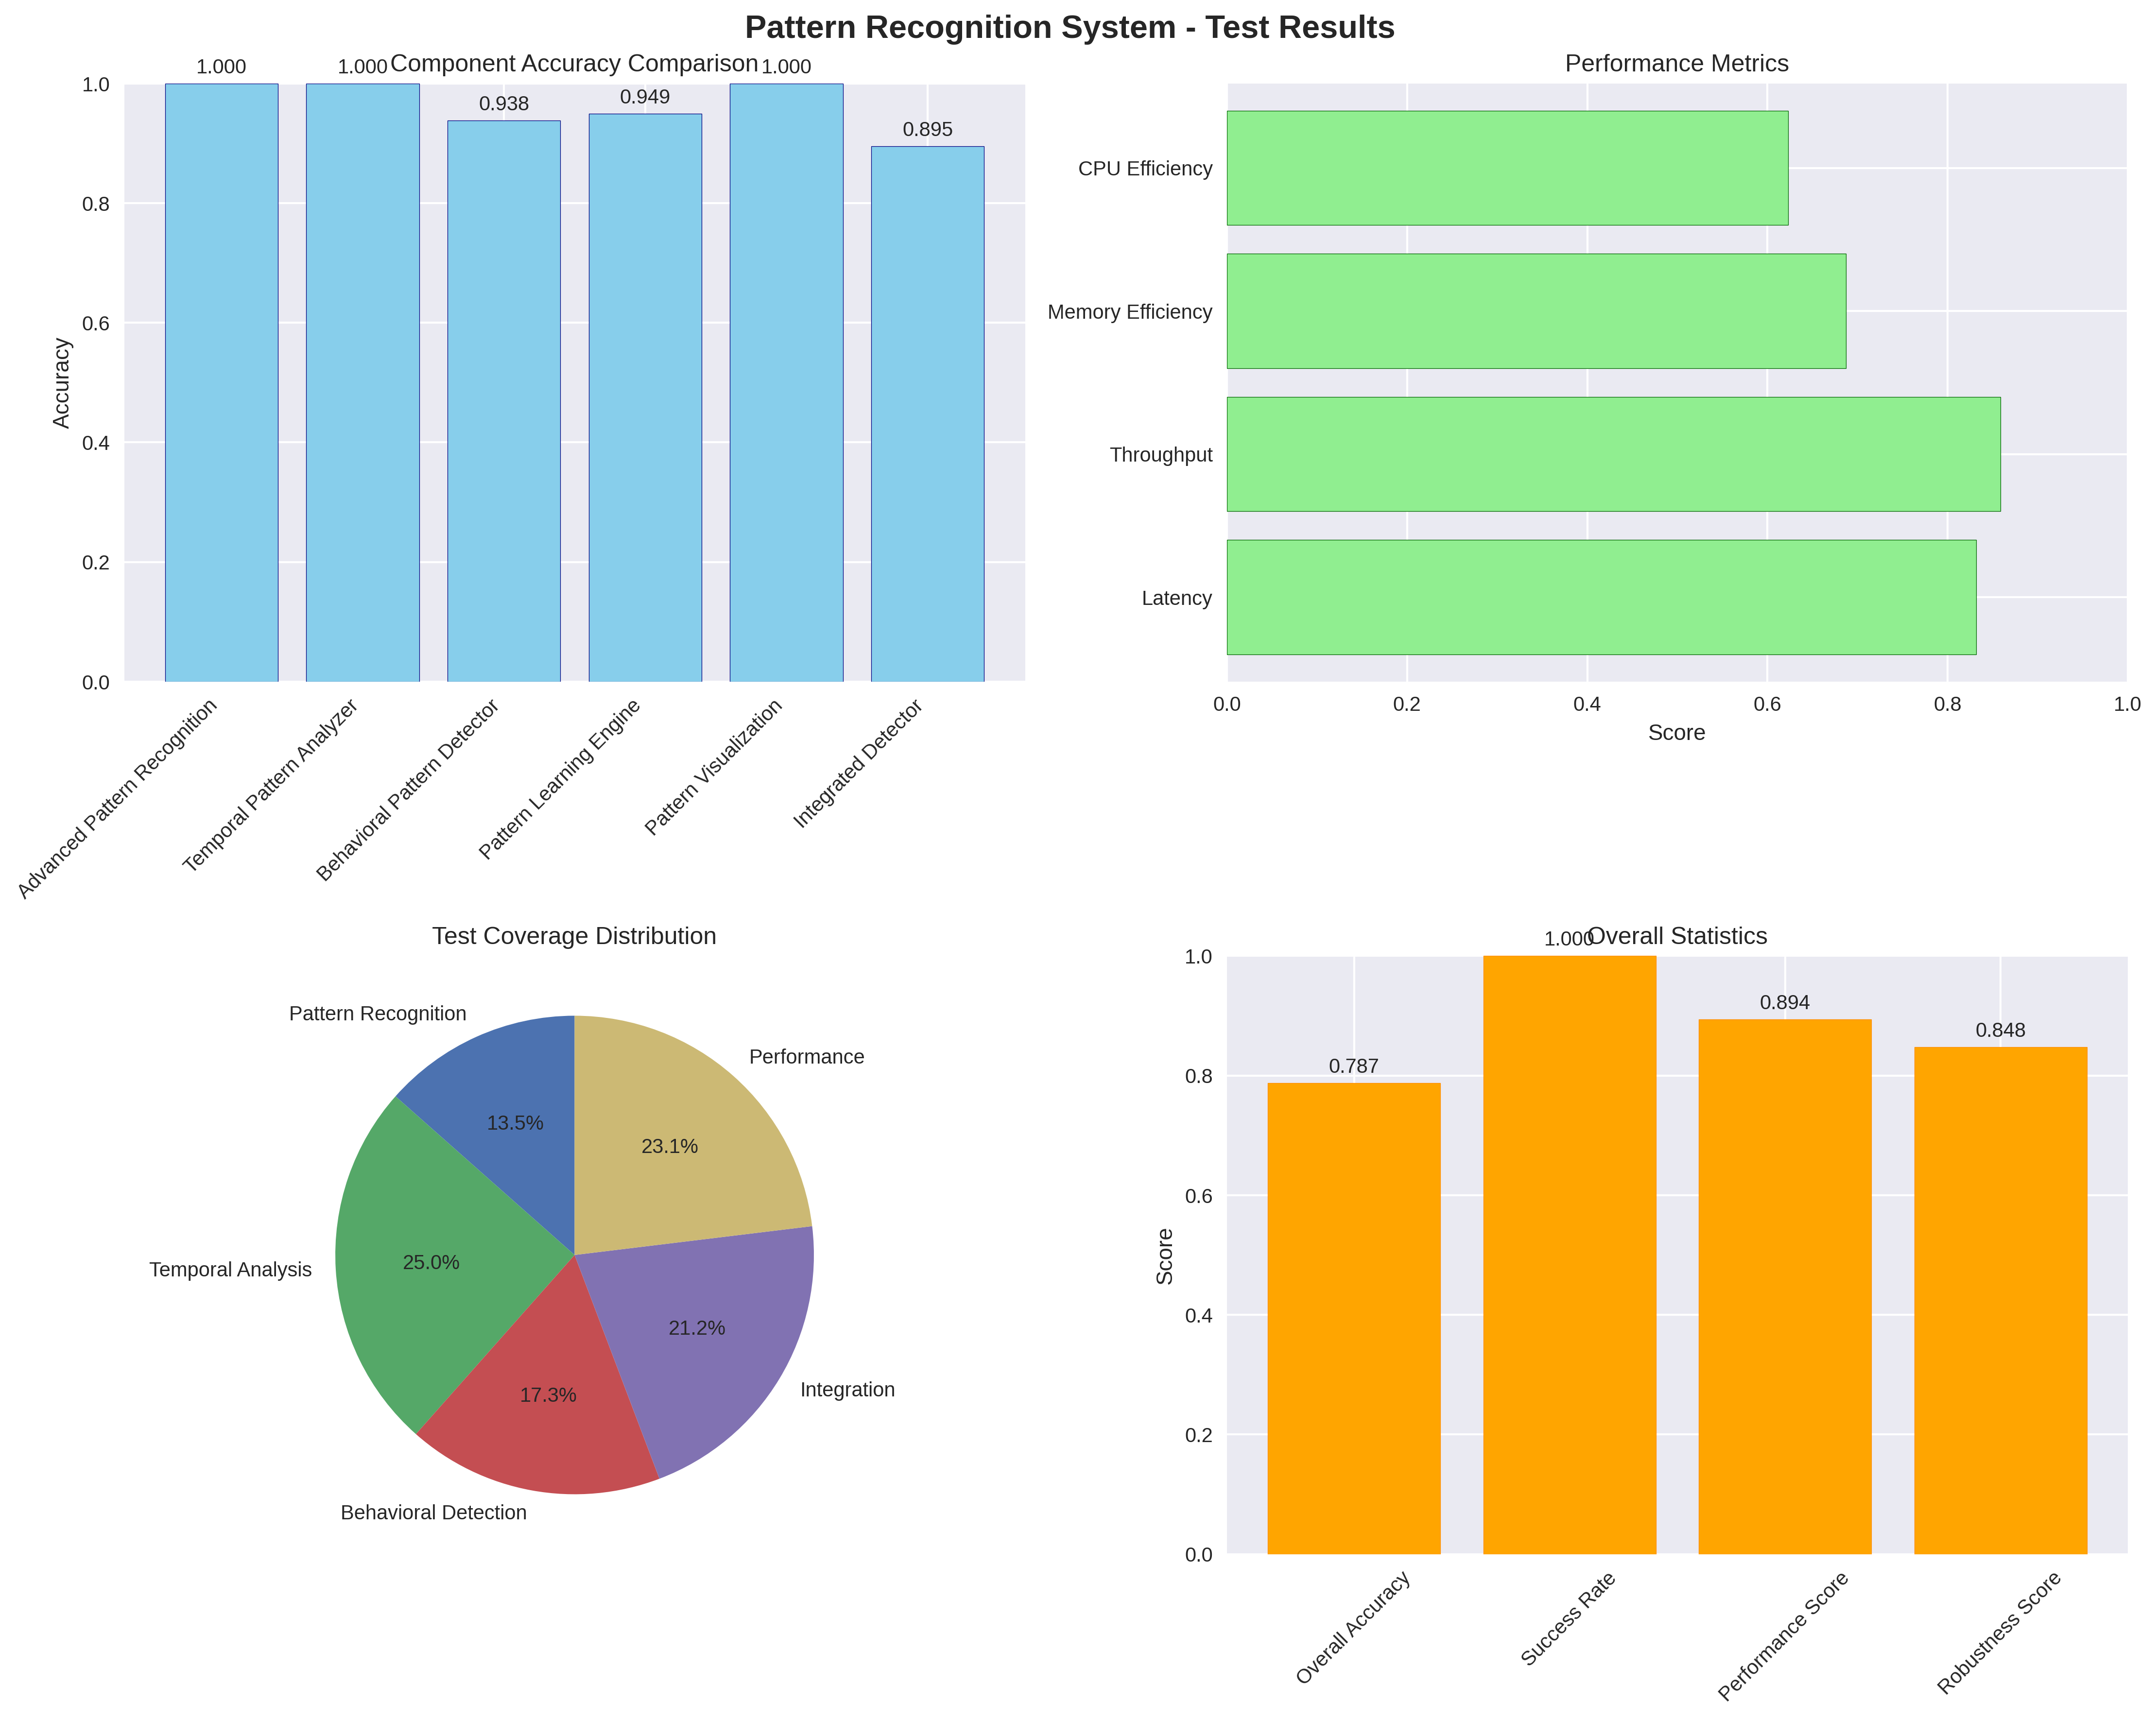 Pattern Recognition System - Test Results
Component Accuracy Comparison
1.000
1.000
0.938
0.949
1.000
0.895
1.0
0.8
0.6
0.4
0.2
0.0
Accuracy
Advanced Pattern Recognition
Temporal Pattern Analyzer
Behavioral Pattern Detector
Pattern Learning Engine
Pattern Visualization
Integrated Detector
Performance Metrics
CPU Efficiency
Memory Efficiency
Throughput
Latency
0.0
0.2
0.4
0.6
0.8
1.0
Score
Test Coverage Distribution
Pattern Recognition
13.5%
Temporal Analysis
25.0%
Behavioral Detection
17.3%
Integration
21.2%
Performance
23.1%
Overall Statistics
0.787
1.000
0.894
0.848
1.0
0.8
0.6
0.4
0.2
0.0
Score
Overall Accuracy
Success Rate
Performance Score
Robustness Score